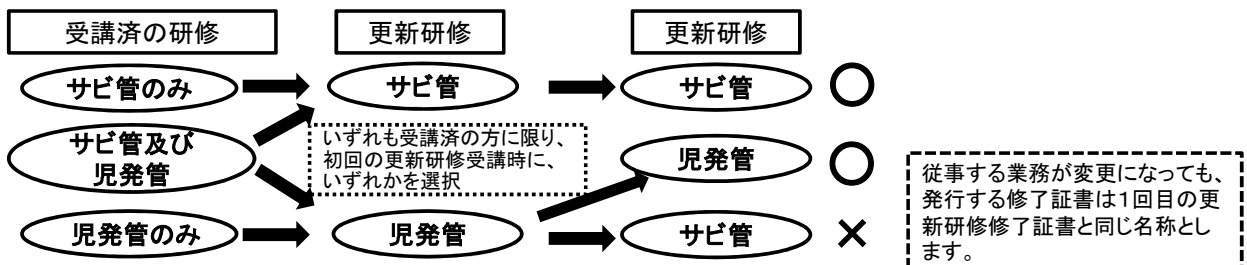 受講済の研修
更新研修
更新研修
サビ管のみ
サビ管
サビ管
○
サビ管及び
児発管
いずれも受講済の方に限り、
初回の更新研修受講時に、
いずれかを選択
児発管
○
児発管のみ
児発管
サビ管
×
従事する業務が変更になっても、
発行する修了証書は1回目の更
新研修修了証書と同じ名称とし
ます。